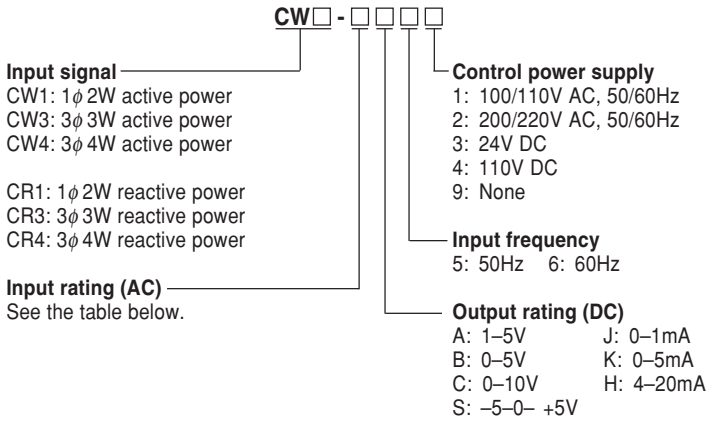 CW□ - □ □ □ □
Input signal
CW1: 1ϕ 2W active power
CW3: 3ϕ 3W active power
CW4: 3ϕ 4W active power
CR1: 1ϕ 2W reactive power
CR3: 3ϕ 3W reactive power
CR4: 3ϕ 4W reactive power
Input rating (AC)
See the table below.
Control power supply
1: 100/110V AC, 50/60Hz
2: 200/220V AC, 50/60Hz
3: 24V DC
4: 110V DC
9: None
Input frequency
5: 50Hz 6: 60Hz
Output rating (DC)
A: 1–5V J: 0–1mA
B: 0–5V K: 0–5mA
C: 0–10V H: 4–20mA
S: –5–0– +5V